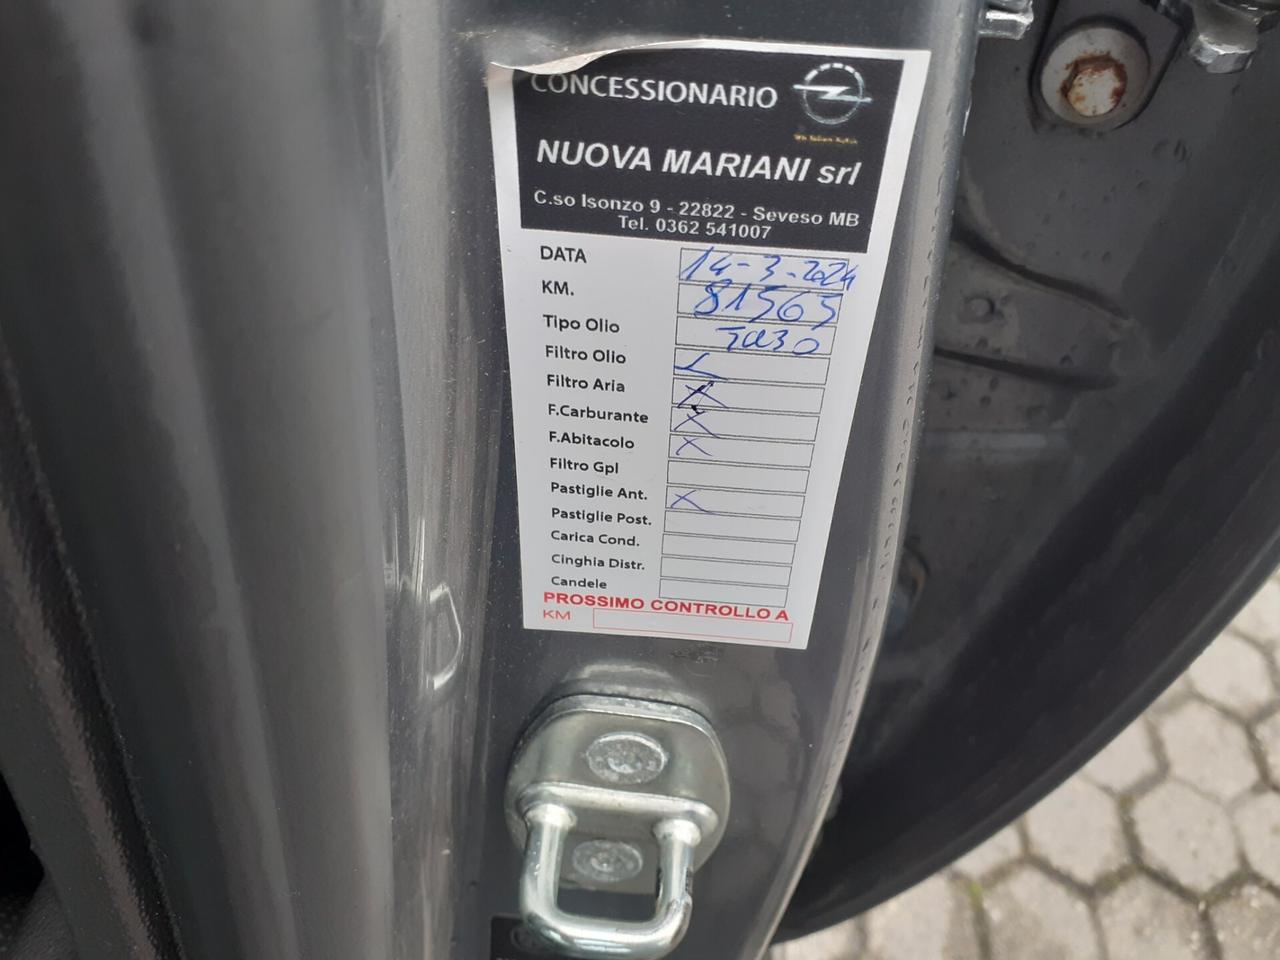 CONCESSIONARIO
NUOVA MARIANI srl
C.so Isonzo 9 - 22822 - Seveso MB
Tel. 0362 541007
DATA 14-3-2024
KM. 81565
Tipo Olio 5W30
Filtro Olio
Filtro Aria X
F.Carburante X
F.Abitacolo X
Filtro Gpl
Pastiglie Ant. X
Pastiglie Post.
Carica Cond.
Cinghia Distr.
Candele
PROSSIMO CONTROLLO A
KM